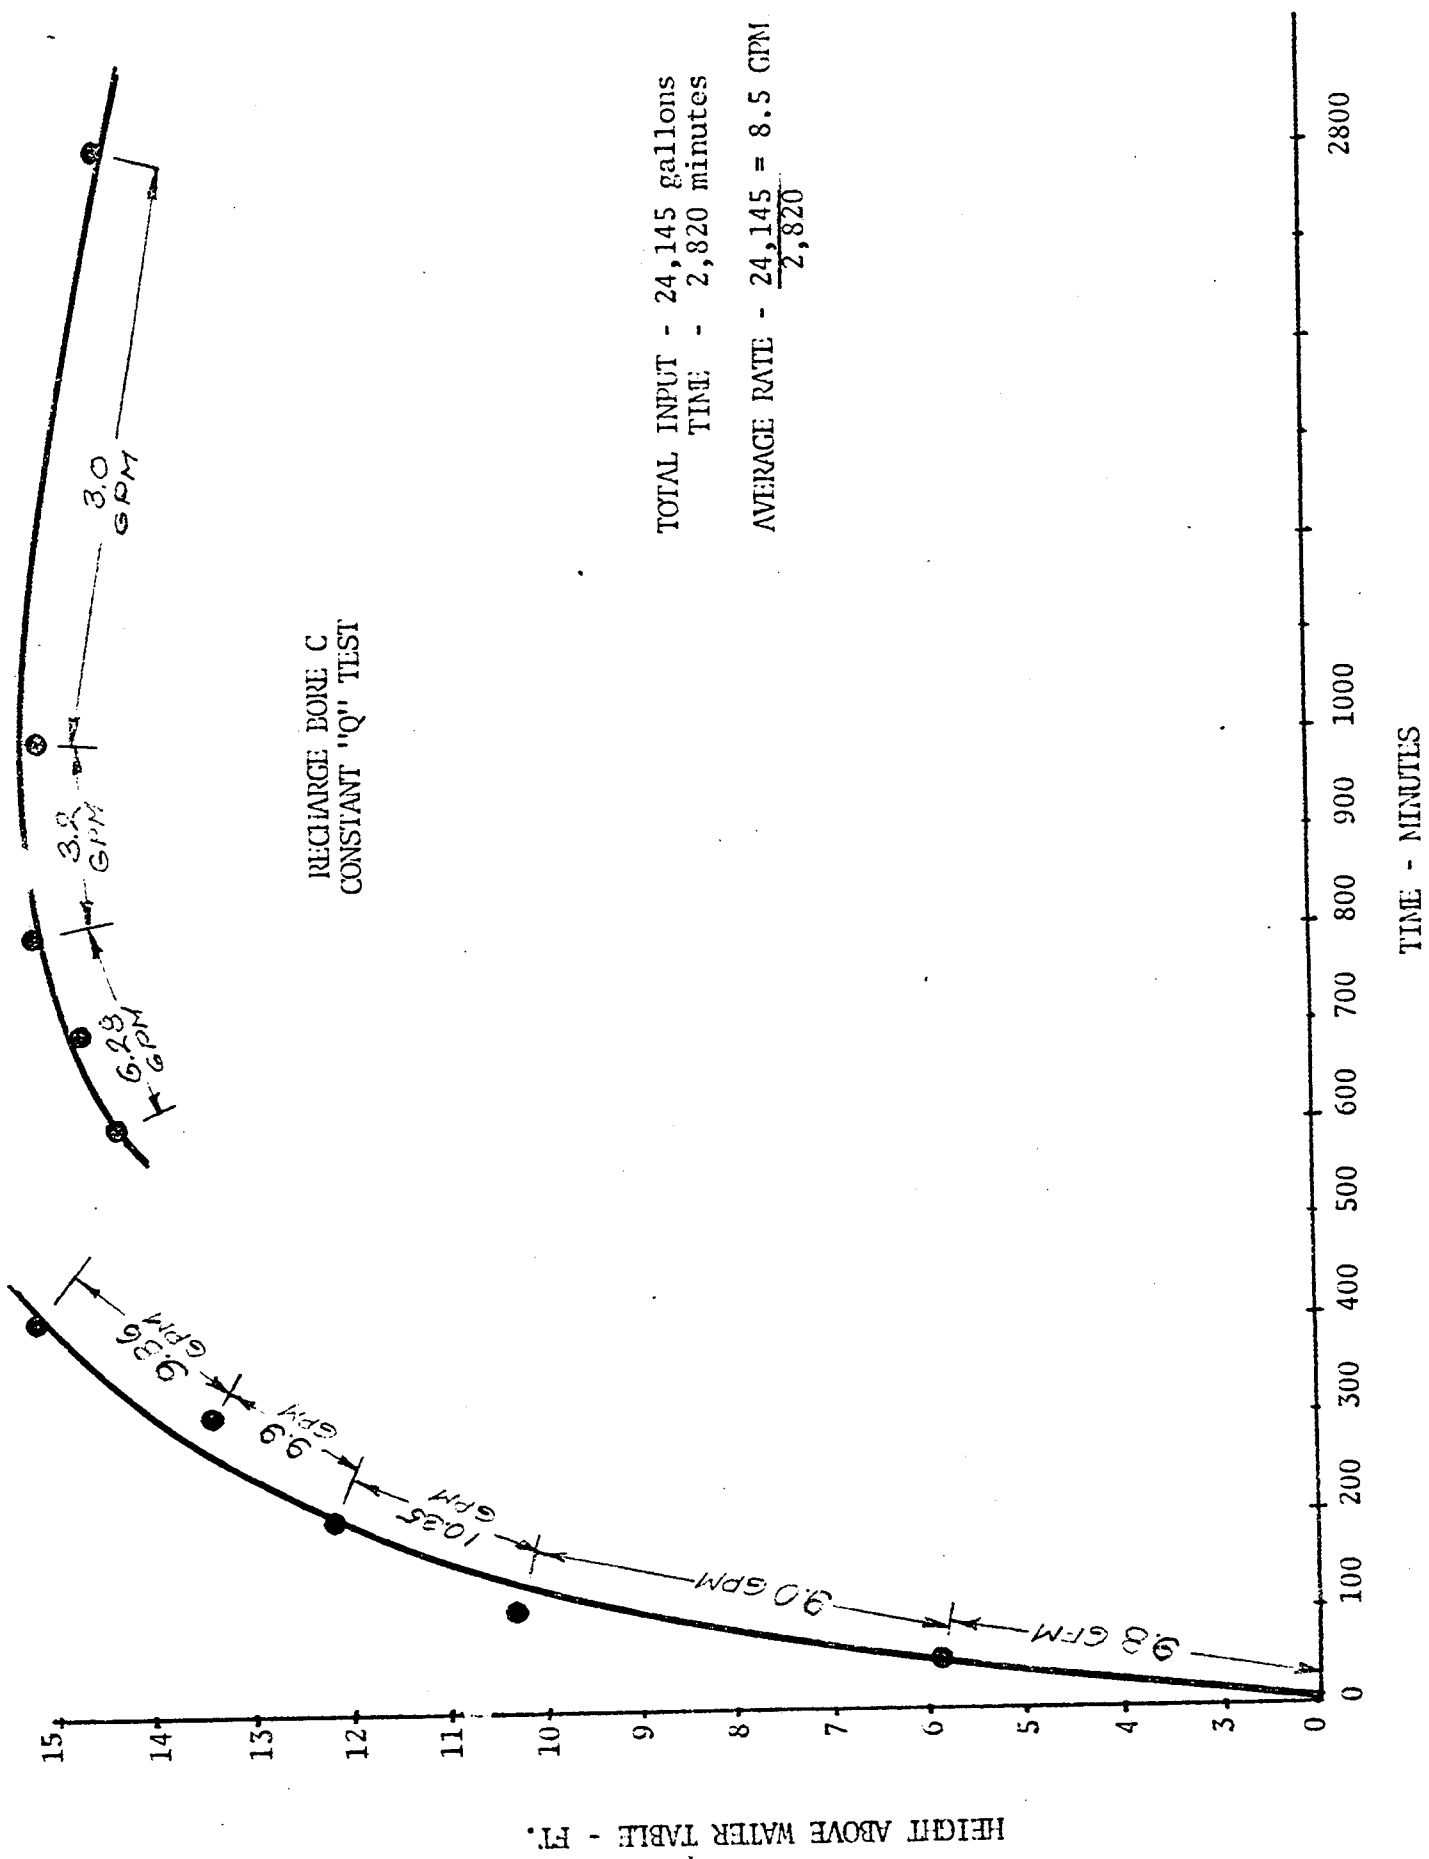 RECHARGE BORE C
CONSTANT "Q" TEST
TOTAL INPUT - 24,145 gallons
TIME - 2,820 minutes
AVERAGE RATE - 24,145 = 8.5 GPM
2,820
HEIGHT ABOVE WATER TABLE - FT.
15
14
13
12
11
10
9
8
7
6
5
4
3
0
9.8 GPM
9.0 GPM
10.35
GPM
9.9
GPM
9.86
GPM
6.29
GPM
3.2
GPM
3.0
GPM
0
100
200
300
400
500
600
700
800
900
1000
2800
TIME - MINUTES